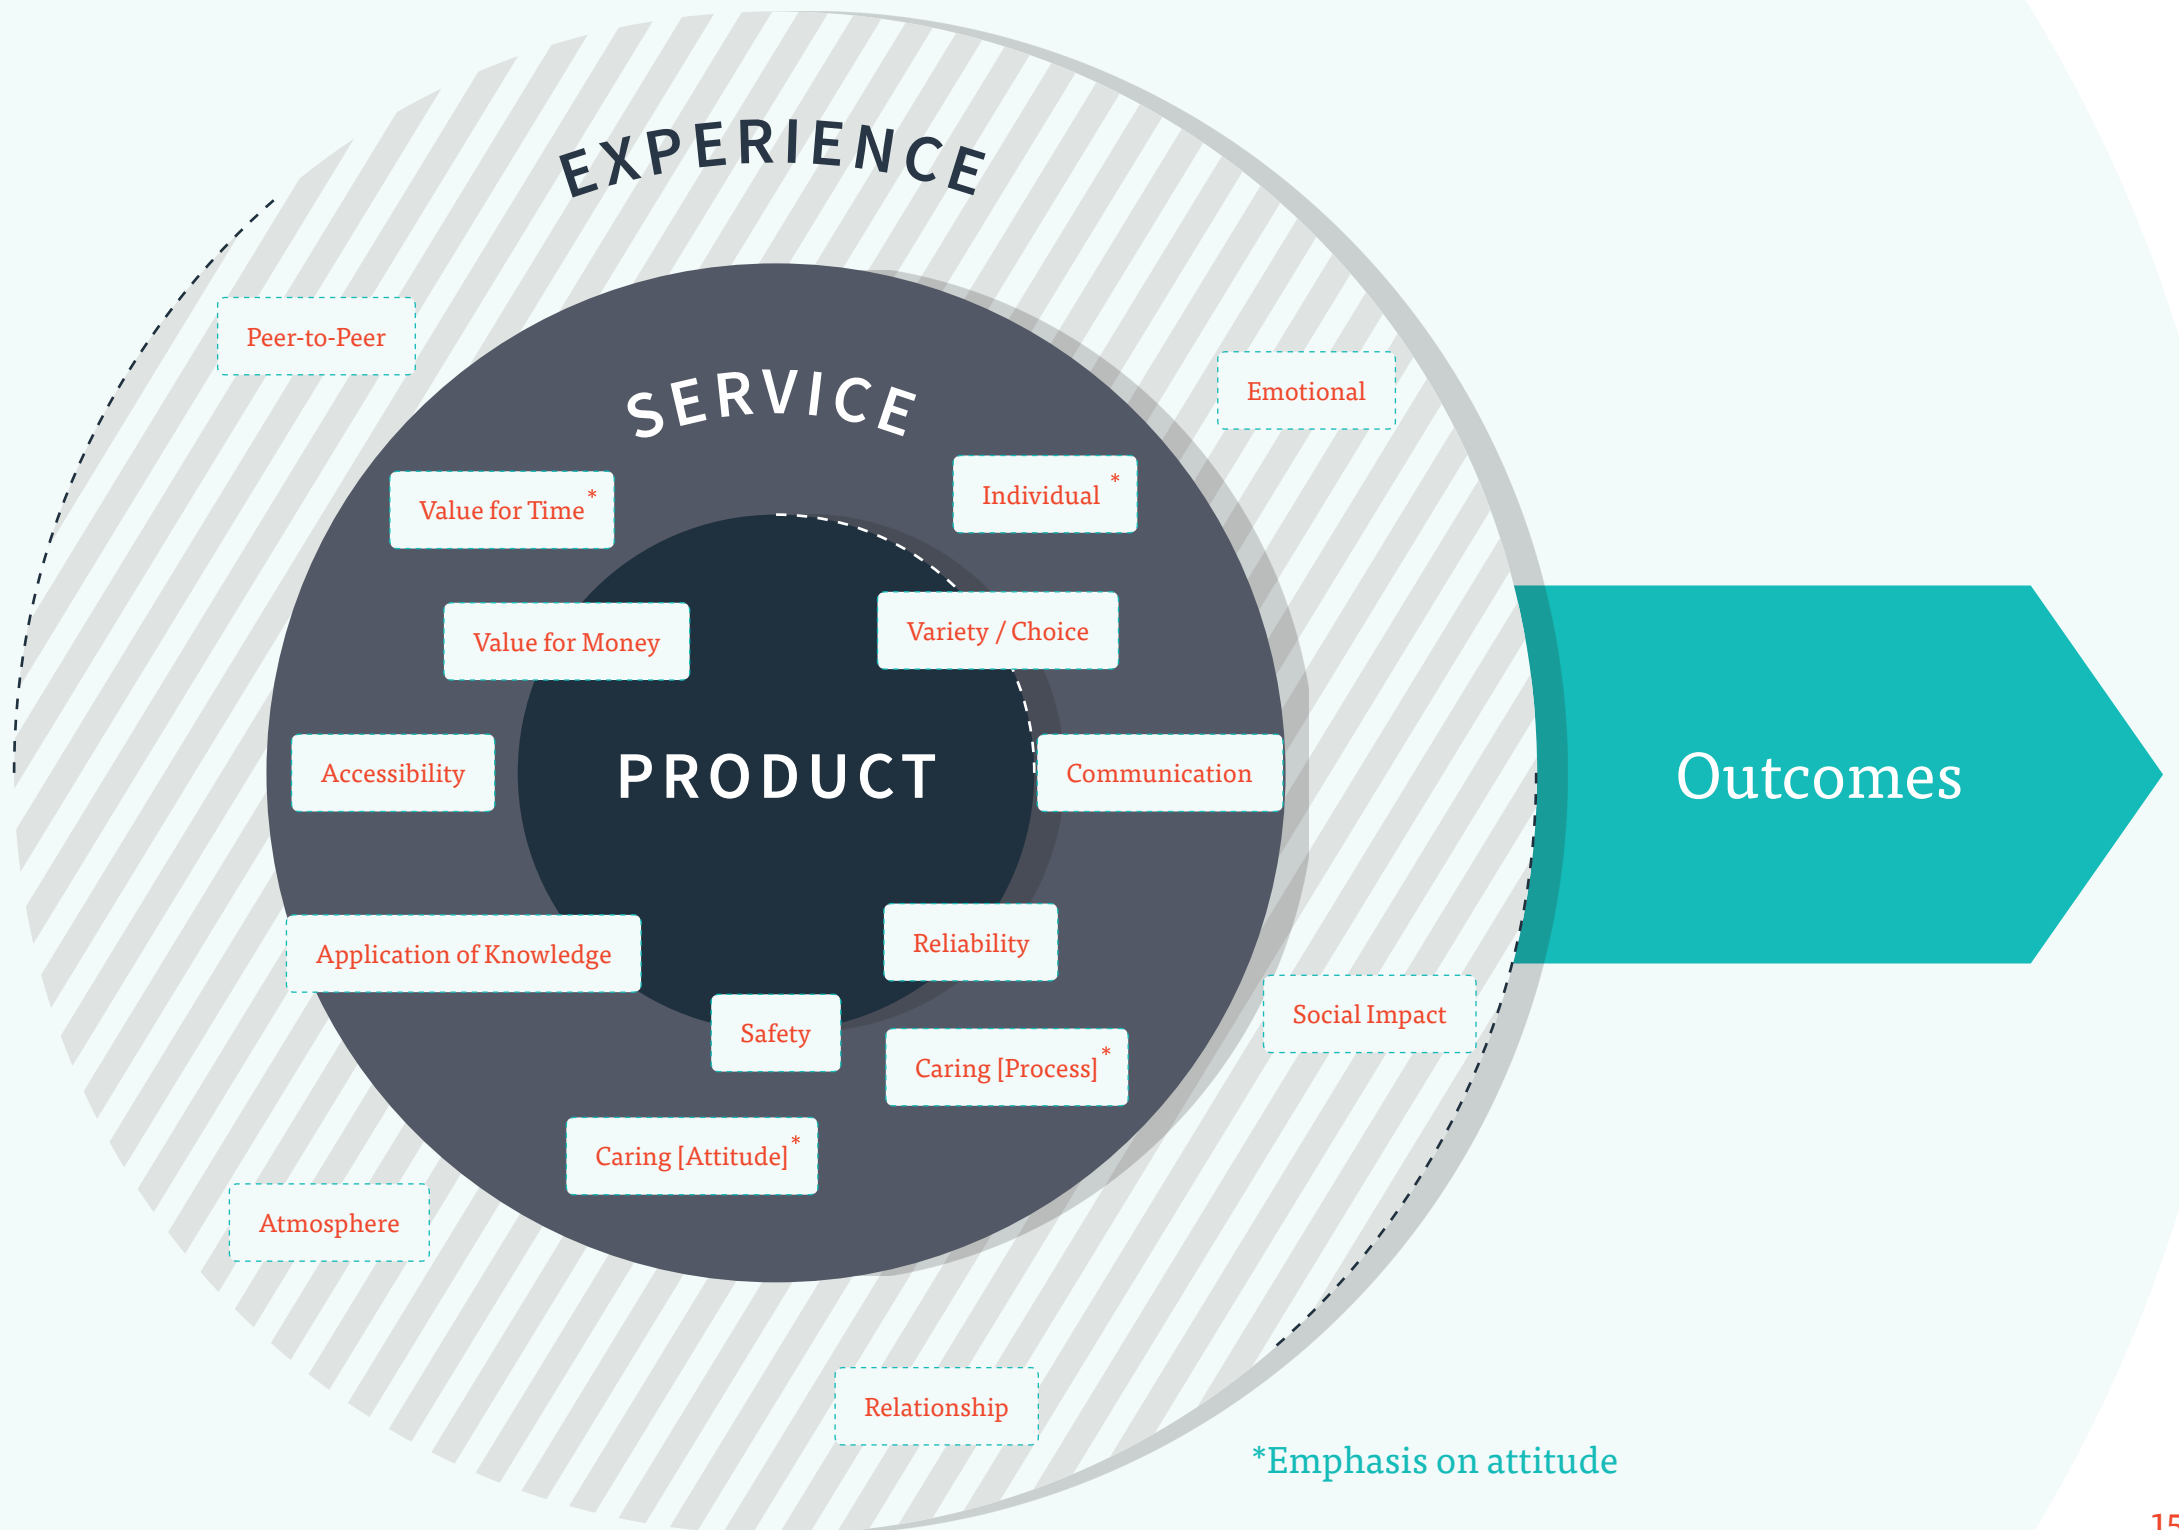 EXPERIENCE
Peer-to-Peer
Emotional
SERVICE
Value for Time*
Individual *
Value for Money
Variety / Choice
Accessibility
PRODUCT
Communication
Outcomes
Application of Knowledge
Reliability
Safety
Social Impact
Caring [Process]*
Caring [Attitude]*
Atmosphere
Relationship
*Emphasis on attitude
15